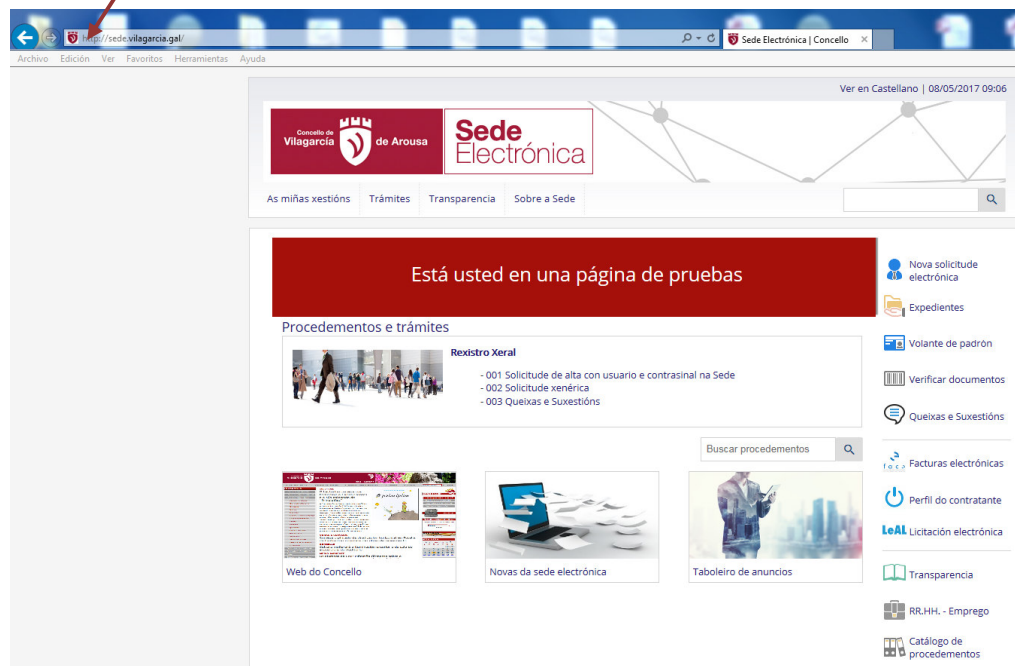 http://sede.vilagarcia.gal/
Sede Electrónica | Concello
Archivo Edición Ver Favoritos Herramientas Ayuda
Ver en Castellano | 08/05/2017 09:06
Concello de
Vilagarcía de Arousa
Sede
Electrónica
As miñas xestións Trámites Transparencia Sobre a Sede
Está usted en una página de pruebas
Nova solicitude
electrónica
Expedientes
Procedementos e trámites
Volante de padrón
Rexistro Xeral
- 001 Solicitude de alta con usuario e contrasinal na Sede
- 002 Solicitude xenérica
- 003 Queixas e Suxestións
Verificar documentos
Queixas e Suxestións
Buscar procedementos
Facturas electrónicas
Perfil do contratante
LeAL Licitación electrónica
Web do Concello
Novas da sede electrónica
Taboleiro de anuncios
Transparencia
RR.HH. - Emprego
Catálogo de
procedementos